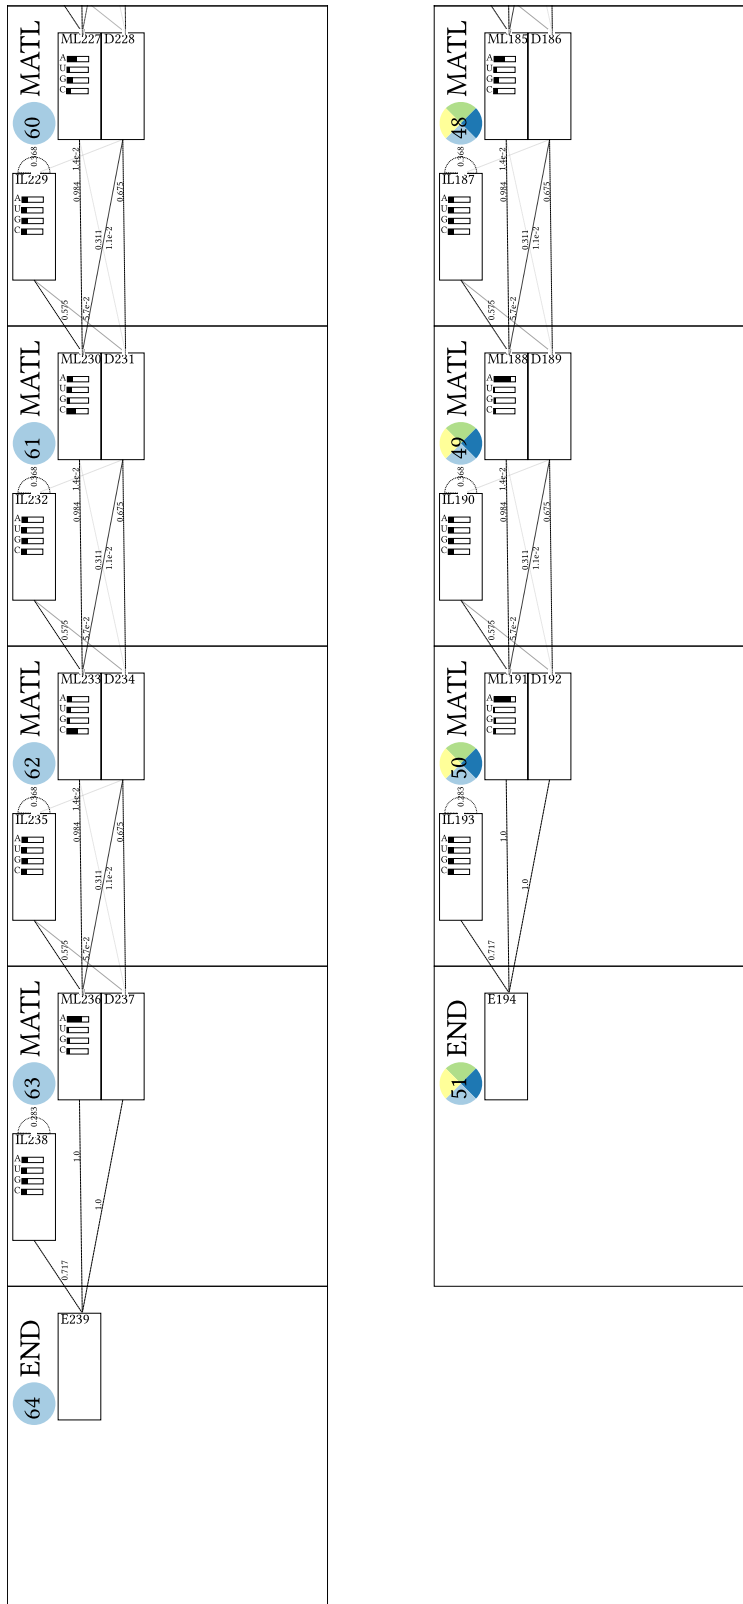 60 MATL
ML227 D228
A
U
G
C
0.368
1.4e-2
IL229
A
U
G
C
0.984
0.675
0.311
1.1e-2
0.575
5.7e-2
61 MATL
ML230 D231
A
U
G
C
0.368
1.4e-2
IL232
A
U
G
C
0.984
0.675
0.311
1.1e-2
0.575
5.7e-2
62 MATL
ML233 D234
A
U
G
C
0.368
1.4e-2
IL235
A
U
G
C
0.984
0.675
0.311
1.1e-2
0.575
5.7e-2
63 MATL
ML236 D237
A
U
G
C
0.283
IL238
A
U
G
C
1.0
1.0
0.717
64 END
E239
48 MATL
ML185 D186
A
U
G
C
0.368
1.4e-2
IL187
A
U
G
C
0.984
0.675
0.311
1.1e-2
0.575
5.7e-2
49 MATL
ML188 D189
A
U
G
C
0.368
1.4e-2
IL190
A
U
G
C
0.984
0.675
0.311
1.1e-2
0.575
5.7e-2
50 MATL
ML191 D192
A
U
G
C
0.283
IL193
A
U
G
C
1.0
1.0
0.717
51 END
E194